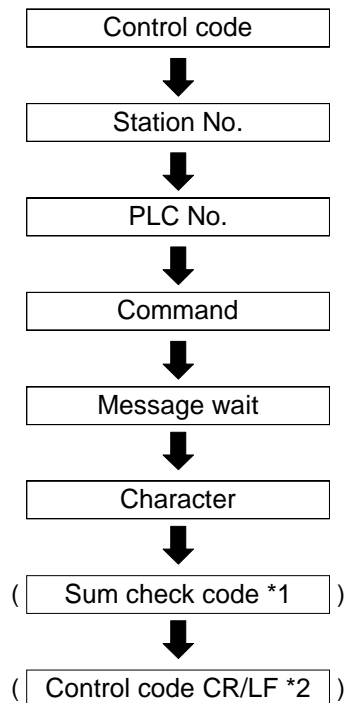 Control code
Station No.
PLC No.
Command
Message wait
Character
( Sum check code *1 )
( Control code CR/LF *2 )